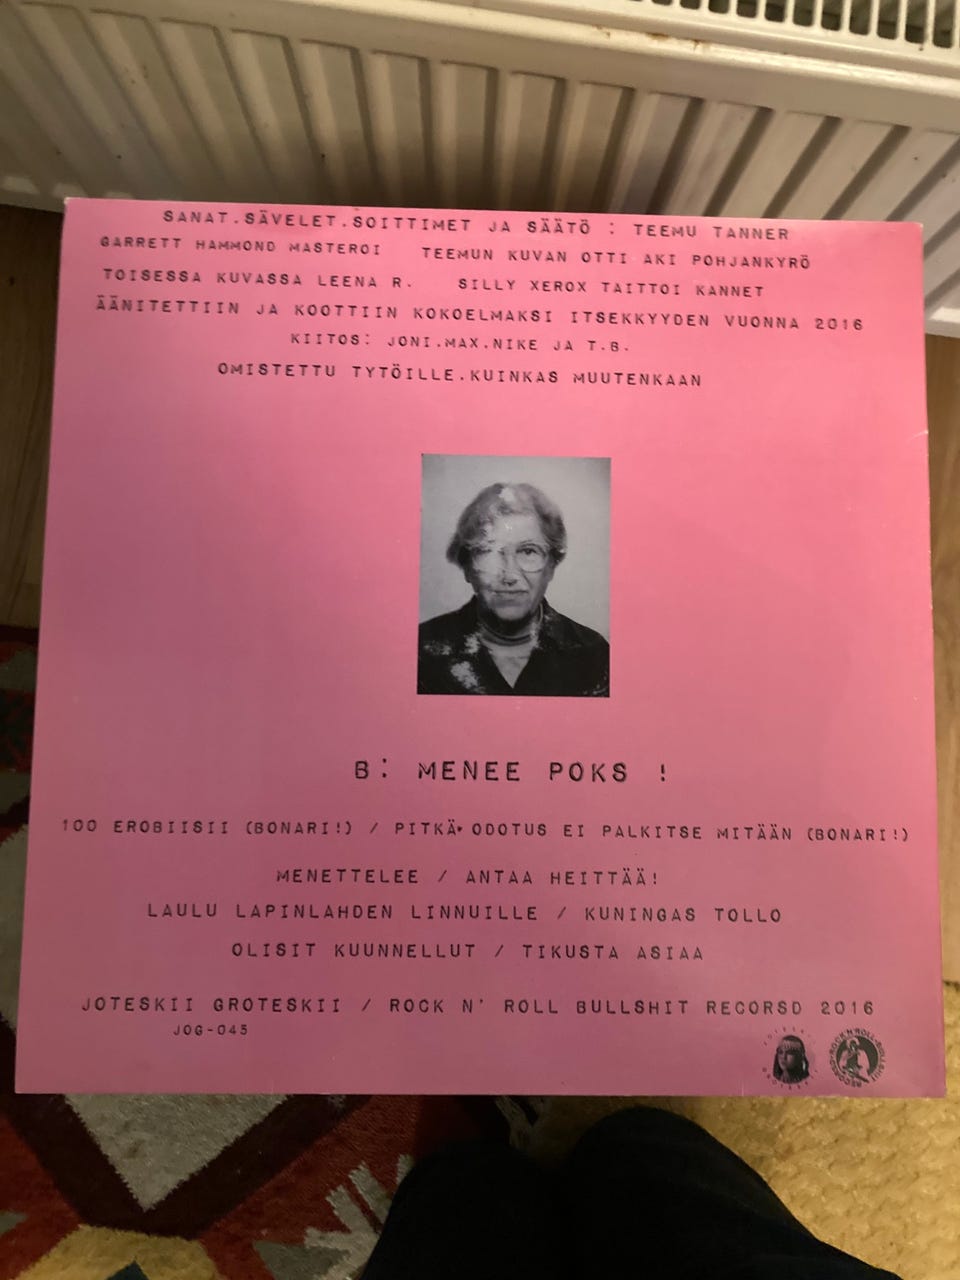 SANAT.SÄVELET.SOITTIMET JA SÄÄTÖ : TEEMU TANNER
GARRETT HAMMOND MASTEROI TEEMUN KUVAN OTTI AKI POHJANKYRÖ
TOISESSA KUVASSA LEENA R. SILLY XEROX TAITTOI KANNET
ÄÄNITETTIIN JA KOOTTIIN KOKOELMAKSI ITSEKKYYDEN VUONNA 2016
KIITOS: JONI.MAX.NIKE JA T.B.
OMISTETTU TYTÖILLE.KUINKAS MUUTENKAAN
B: MENEE POKS !
100 EROBIISII (BONARI!) / PITKÄ ODOTUS EI PALKITSE MITÄÄN (BONARI!)
MENETTELEE / ANTAA HEITTÄÄ!
LAULU LAPINLAHDEN LINNUILLE / KUNINGAS TOLLO
OLISIT KUUNNELLUT / TIKUSTA ASIAA
JOTESKII GROTESKII / ROCK N' ROLL BULLSHIT RECORSD 2016
JOG-045
ROCK'N'ROLL BULLSHIT